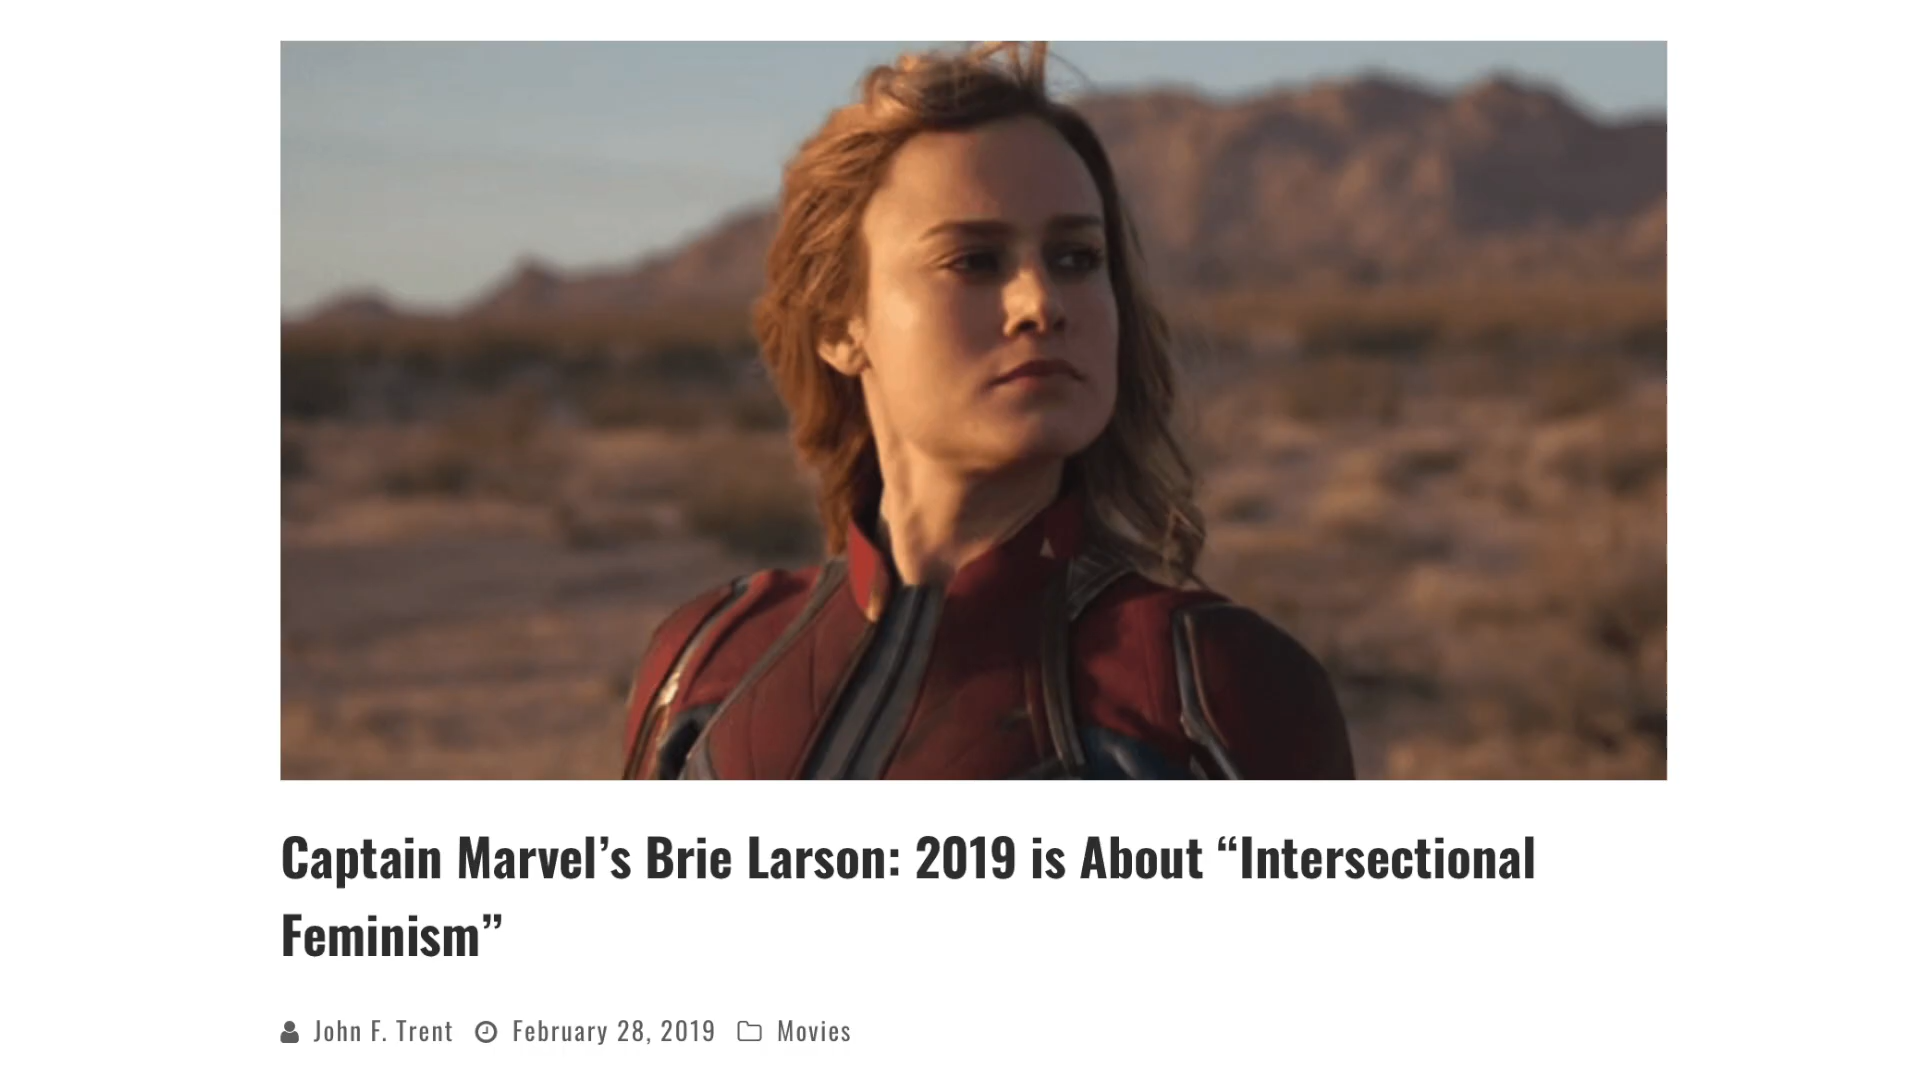 Captain Marvel’s Brie Larson: 2019 is About “Intersectional
Feminism”
John F. Trent February 28, 2019 Movies